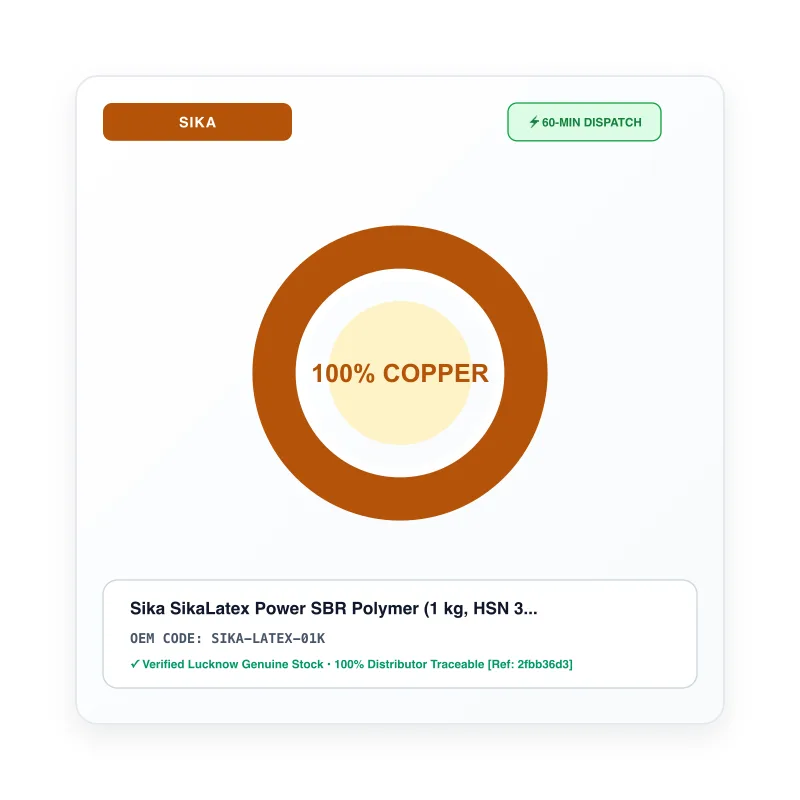 SIKA
⚡60-MIN DISPATCH
100% COPPER
Sika SikaLatex Power SBR Polymer (1 kg, HSN 3...
OEM CODE: SIKA-LATEX-01K
✓ Verified Lucknow Genuine Stock · 100% Distributor Traceable [Ref: 2fbb36d3]